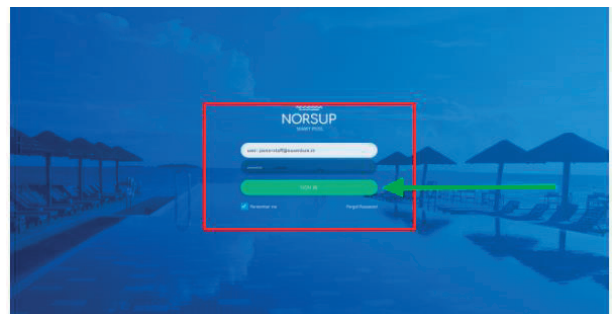 NORSUP
SMART POOL
SIGN IN
Remember me
Forgot Password